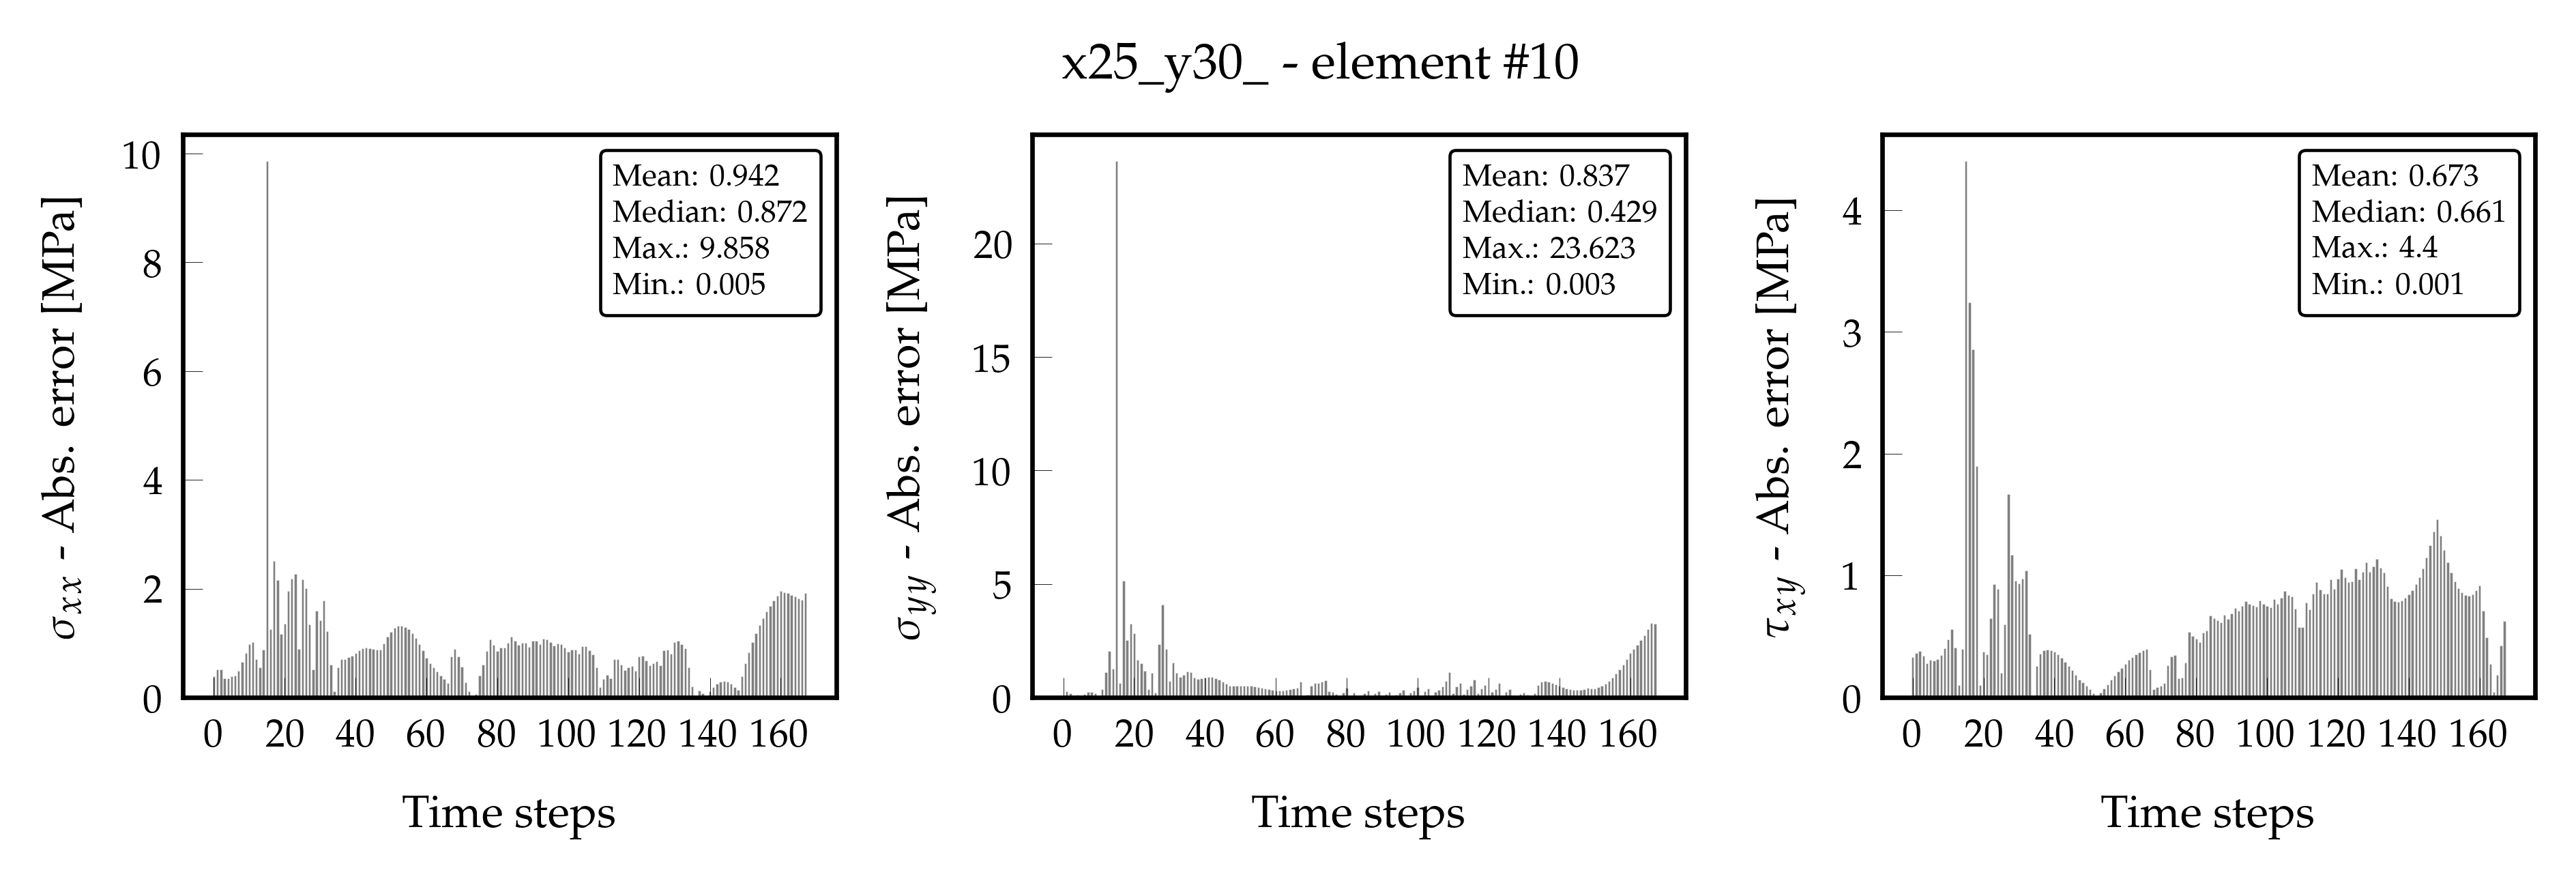 x25_y30_ - element #10
σxx - Abs. error [MPa]
10
8
6
4
2
0
Mean: 0.942
Median: 0.872
Max.: 9.858
Min.: 0.005
0 20 40 60 80 100 120 140 160
Time steps
σyy - Abs. error [MPa]
20
15
10
5
0
Mean: 0.837
Median: 0.429
Max.: 23.623
Min.: 0.003
0 20 40 60 80 100 120 140 160
Time steps
τxy - Abs. error [MPa]
4
3
2
1
0
Mean: 0.673
Median: 0.661
Max.: 4.4
Min.: 0.001
0 20 40 60 80 100 120 140 160
Time steps